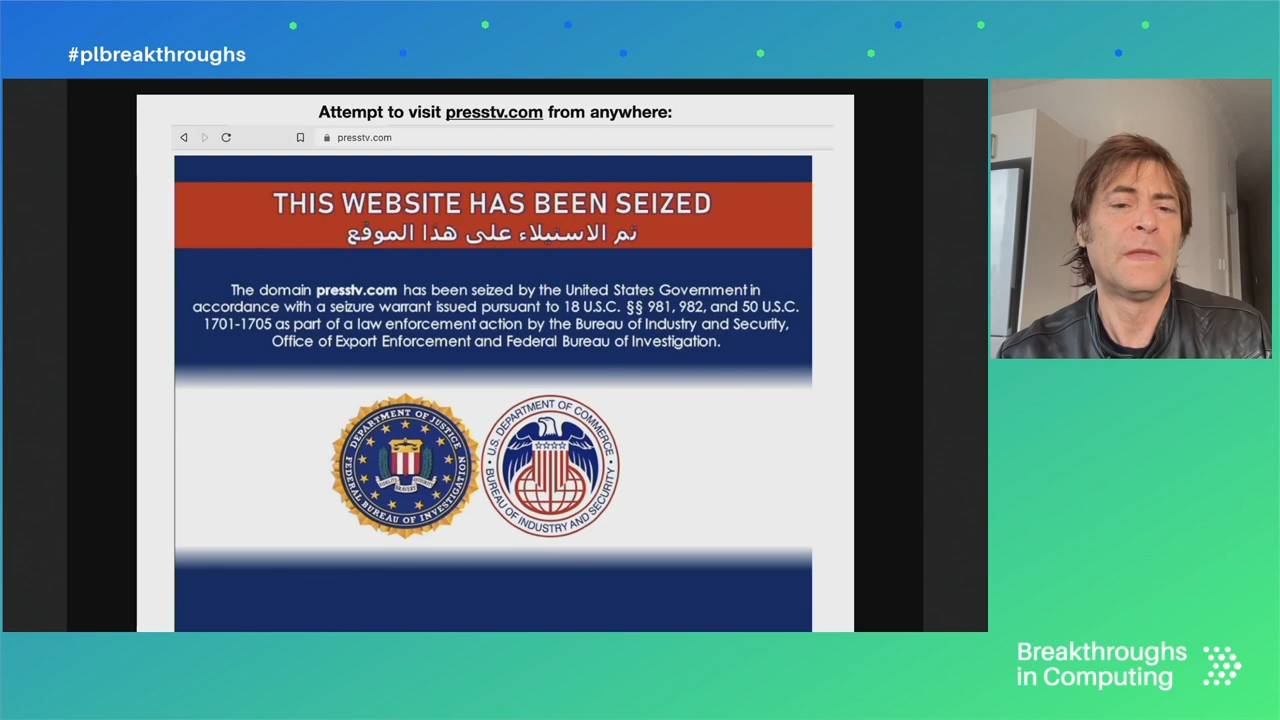 #plbreakthroughs
Attempt to visit presstv.com from anywhere:
presstv.com
THIS WEBSITE HAS BEEN SEIZED
تم الاستيلاء على هذا الموقع
The domain presstv.com has been seized by the United States Government in
accordance with a seizure warrant issued pursuant to 18 U.S.C. §§ 981, 982, and 50 U.S.C.
1701-1705 as part of a law enforcement action by the Bureau of Industry and Security,
Office of Export Enforcement and Federal Bureau of Investigation.
DEPARTMENT OF JUSTICE
FEDERAL BUREAU OF INVESTIGATION
U.S. DEPARTMENT OF COMMERCE
BUREAU OF INDUSTRY AND SECURITY
Breakthroughs
in Computing